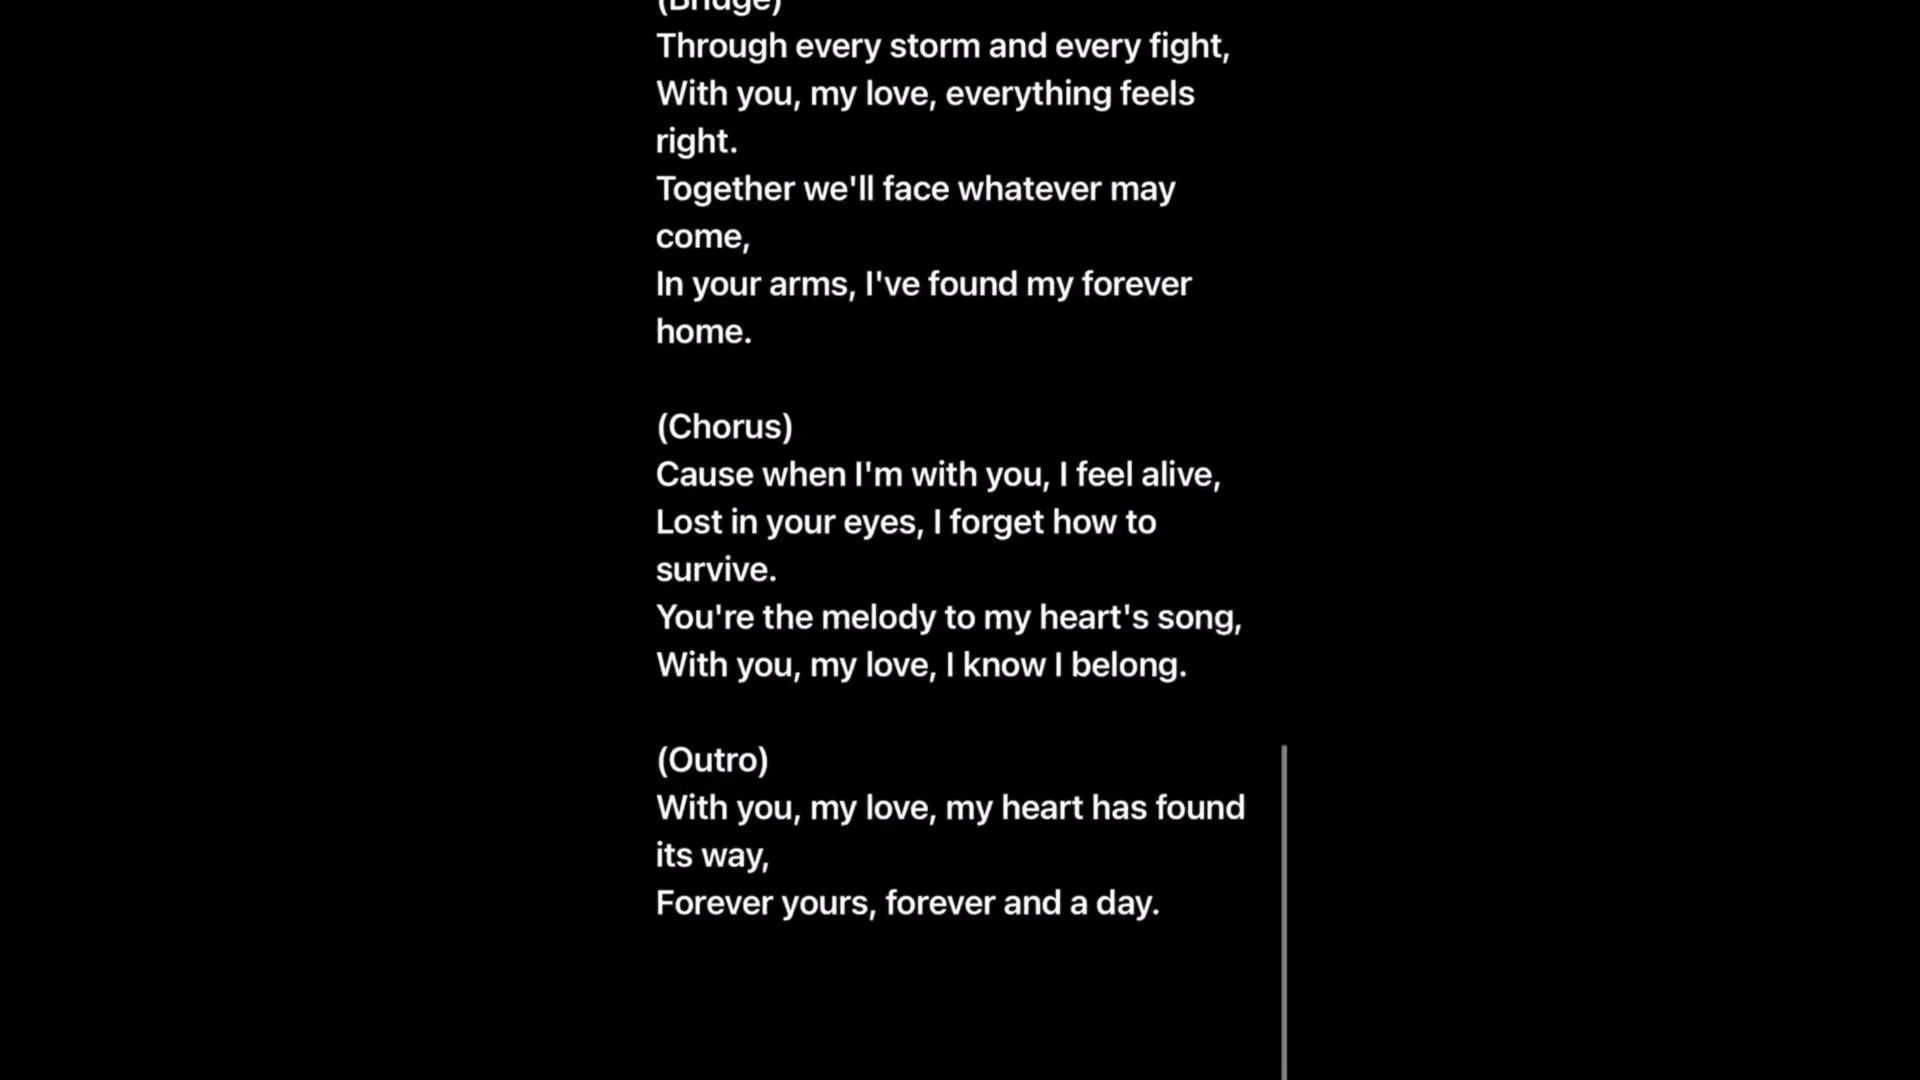 (Bridge)
Through every storm and every fight,
With you, my love, everything feels
right.
Together we'll face whatever may
come,
In your arms, I've found my forever
home.
(Chorus)
Cause when I'm with you, I feel alive,
Lost in your eyes, I forget how to
survive.
You're the melody to my heart's song,
With you, my love, I know I belong.
(Outro)
With you, my love, my heart has found
its way,
Forever yours, forever and a day.